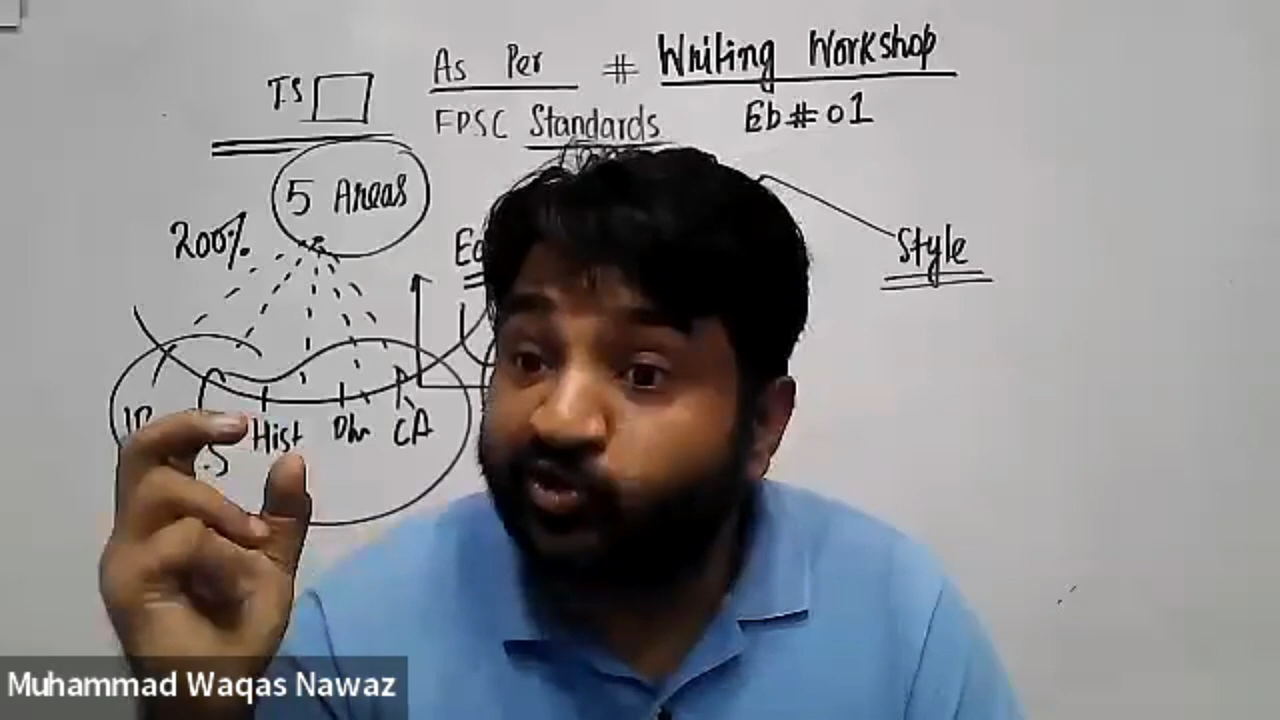 As Per # Writing Workshop
TS
FPSC Standards
Eb#01
5 Areas
200%
Style
Hist
CA
Muhammad Waqas Nawaz